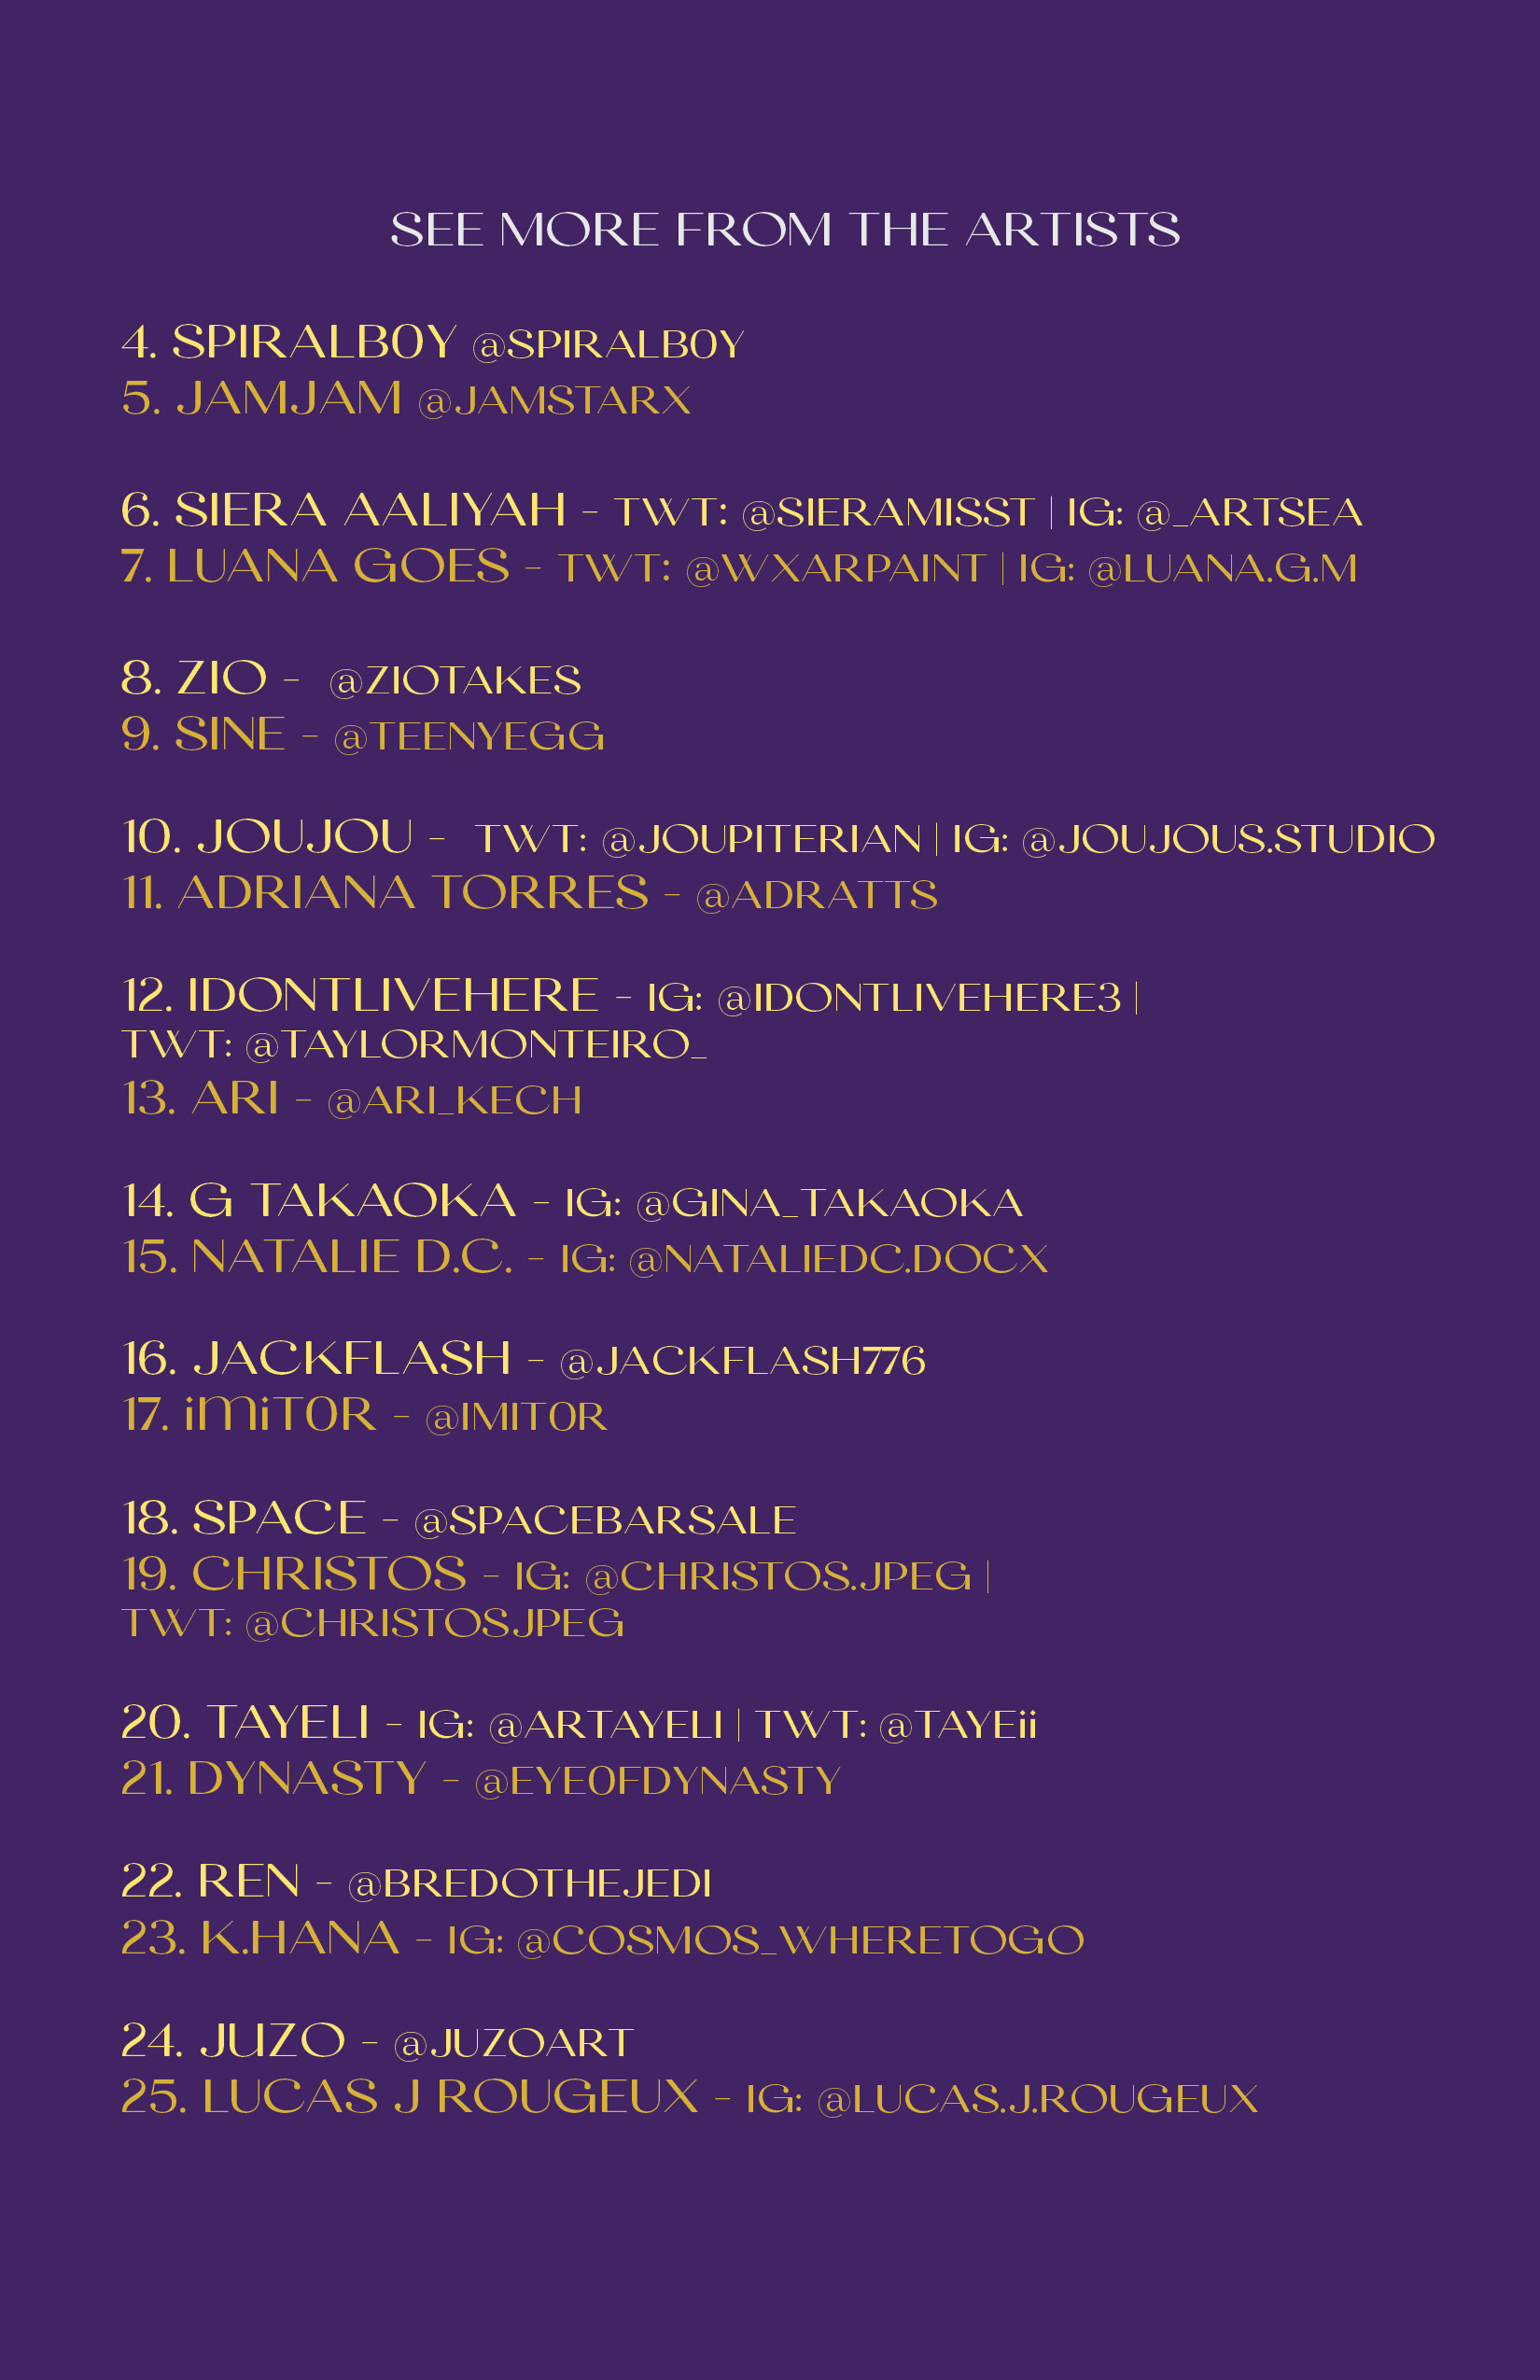 SEE MORE FROM THE ARTISTS
4. SPIRALB0Y @SPIRALB0Y
5. JAMJAM @JAMSTARX
6. SIERA AALIYAH - TWT: @SIERAMISST | IG: @_ARTSEA
7. LUANA GOES - TWT: @WXARPAINT | IG: @LUANA.G.M
8. ZIO - @ZIOTAKES
9. SINE - @TEENYEGG
10. JOUJOU - TWT: @JOUPITERIAN | IG: @JOUJOUS.STUDIO
11. ADRIANA TORRES - @ADRATTS
12. IDONTLIVEHERE - IG: @IDONTLIVEHERE3 |
TWT: @TAYLORMONTEIRO_
13. ARI - @ARI_KECH
14. G TAKAOKA - IG: @GINA_TAKAOKA
15. NATALIE D.C. - IG: @NATALIEDC.DOCX
16. JACKFLASH - @JACKFLASH776
17. iMiT0R - @IMIT0R
18. SPACE - @SPACEBARSALE
19. CHRISTOS - IG: @CHRISTOS.JPEG |
TWT: @CHRISTOSJPEG
20. TAYELI - IG: @ARTAYELI | TWT: @TAYEii
21. DYNASTY - @EYE0FDYNASTY
22. REN - @BREDOTHEJEDI
23. K.HANA - IG: @COSMOS_WHERETOGO
24. JUZO - @JUZOART
25. LUCAS J ROUGEUX - IG: @LUCAS.J.ROUGEUX